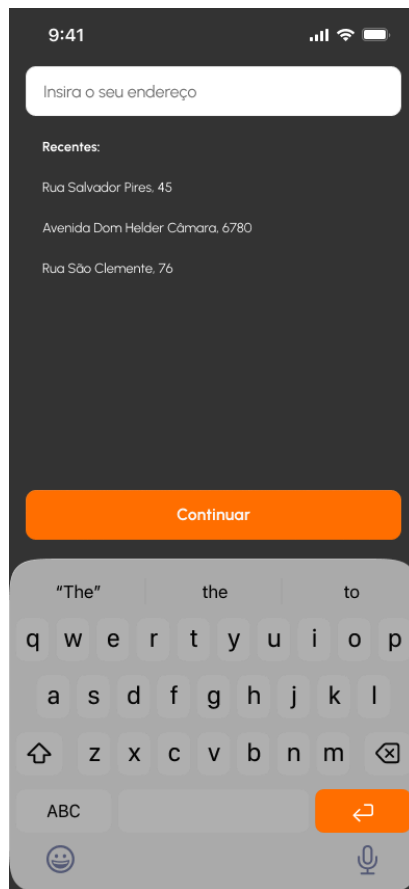 9:41
Insira o seu endereço
Recentes:
Rua Salvador Pires, 45
Avenida Dom Helder Câmara, 6780
Rua São Clemente, 76
Continuar
“The” the to
q w e r t y u i o p
a s d f g h j k l
z x c v b n m
ABC